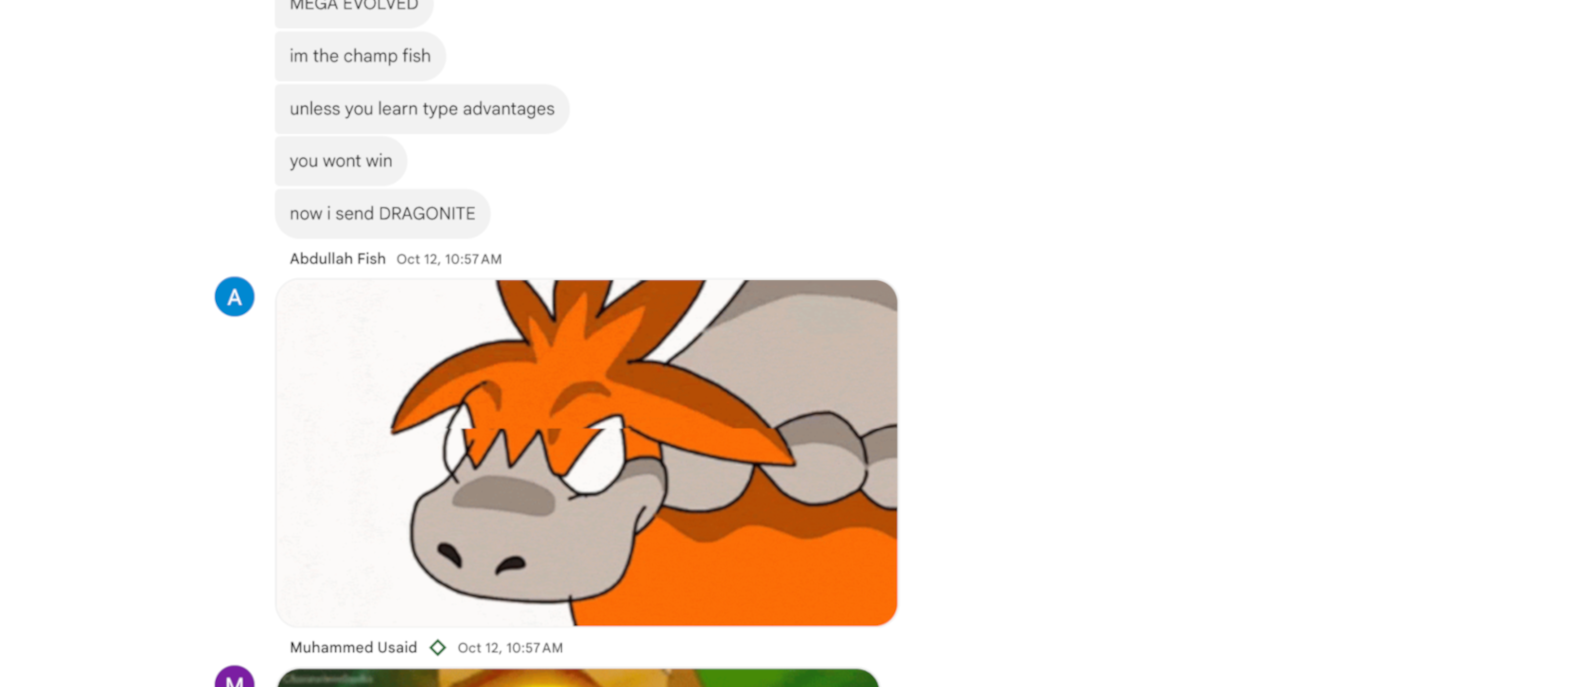 MEGA EVOLVED
im the champ fish
unless you learn type advantages
you wont win
now i send DRAGONITE
Abdullah Fish Oct 12, 10:57 AM
A
Muhammed Usaid Oct 12, 10:57 AM
M